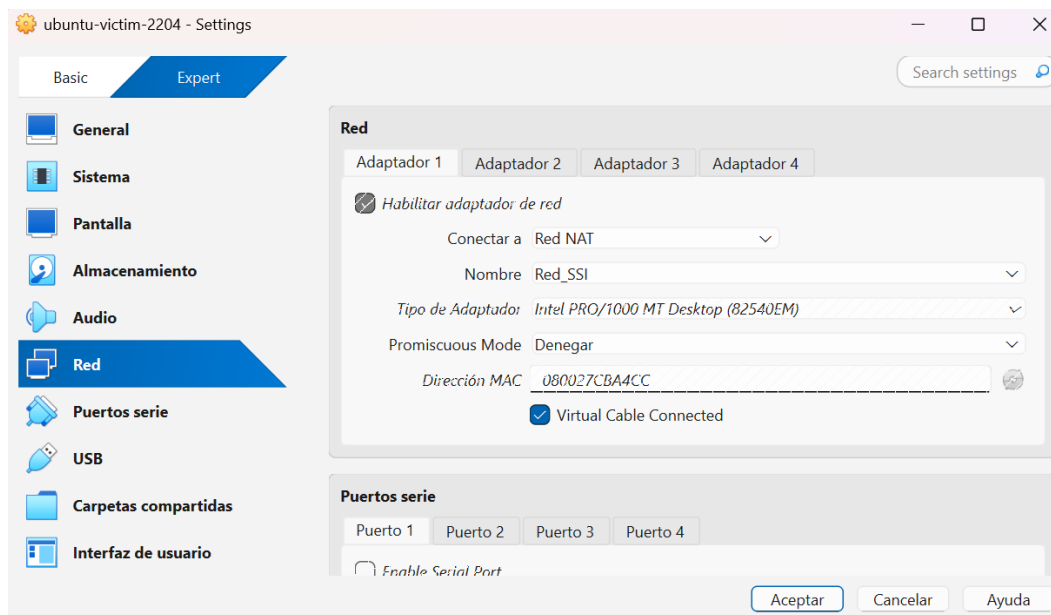 ubuntu-victim-2204 - Settings
Basic
Expert
Search settings
General
Sistema
Pantalla
Almacenamiento
Audio
Red
Puertos serie
USB
Carpetas compartidas
Interfaz de usuario
Red
Adaptador 1 Adaptador 2 Adaptador 3 Adaptador 4
Habilitar adaptador de red
Conectar a Red NAT
Nombre Red_SSI
Tipo de Adaptador Intel PRO/1000 MT Desktop (82540EM)
Promiscuous Mode Denegar
Dirección MAC 080027CBA4CC
Virtual Cable Connected
Puertos serie
Puerto 1 Puerto 2 Puerto 3 Puerto 4
Enable Serial Port
Aceptar Cancelar Ayuda